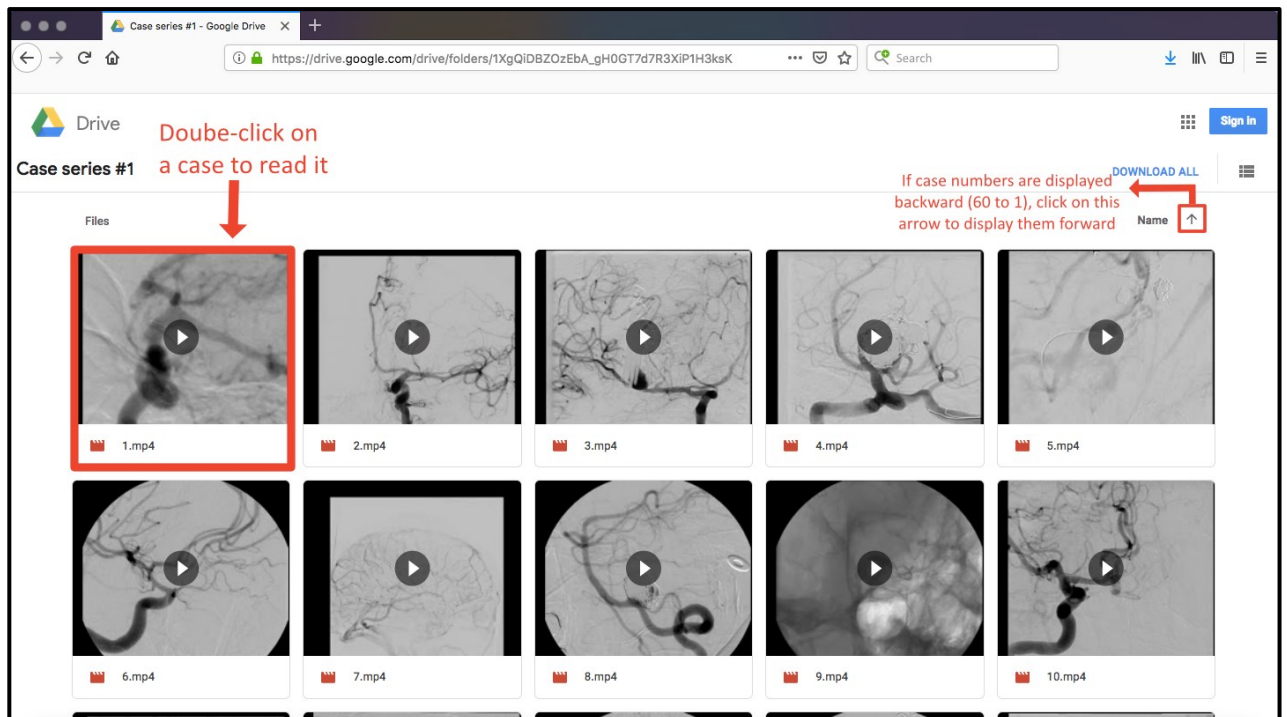 Case series #1 - Google Drive
https://drive.google.com/drive/folders/1XgQiDBZOzEbA_gH0GT7d7R3XiP1H3ksK
Search
Drive
Sign in
Doube-click on
a case to read it
Case series #1
DOWNLOAD ALL
If case numbers are displayed
backward (60 to 1), click on this
arrow to display them forward
Files
Name
1.mp4
2.mp4
3.mp4
4.mp4
5.mp4
6.mp4
7.mp4
8.mp4
9.mp4
10.mp4